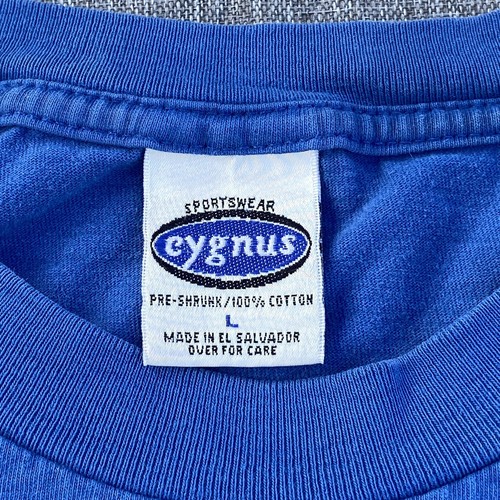 SPORTSWEAR
cygnus
PRE-SHRUNK/100% COTTON
L
MADE IN EL SALVADOR
OVER FOR CARE